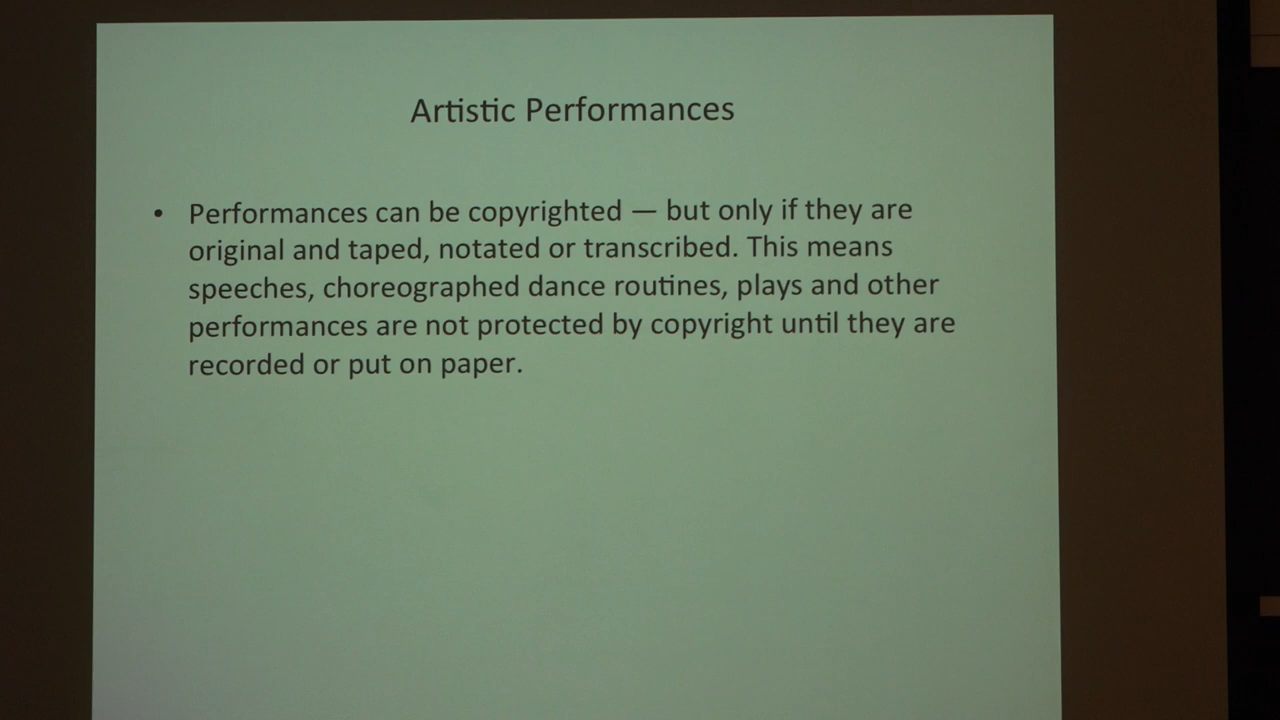 Artistic Performances
• Performances can be copyrighted — but only if they are
original and taped, notated or transcribed. This means
speeches, choreographed dance routines, plays and other
performances are not protected by copyright until they are
recorded or put on paper.